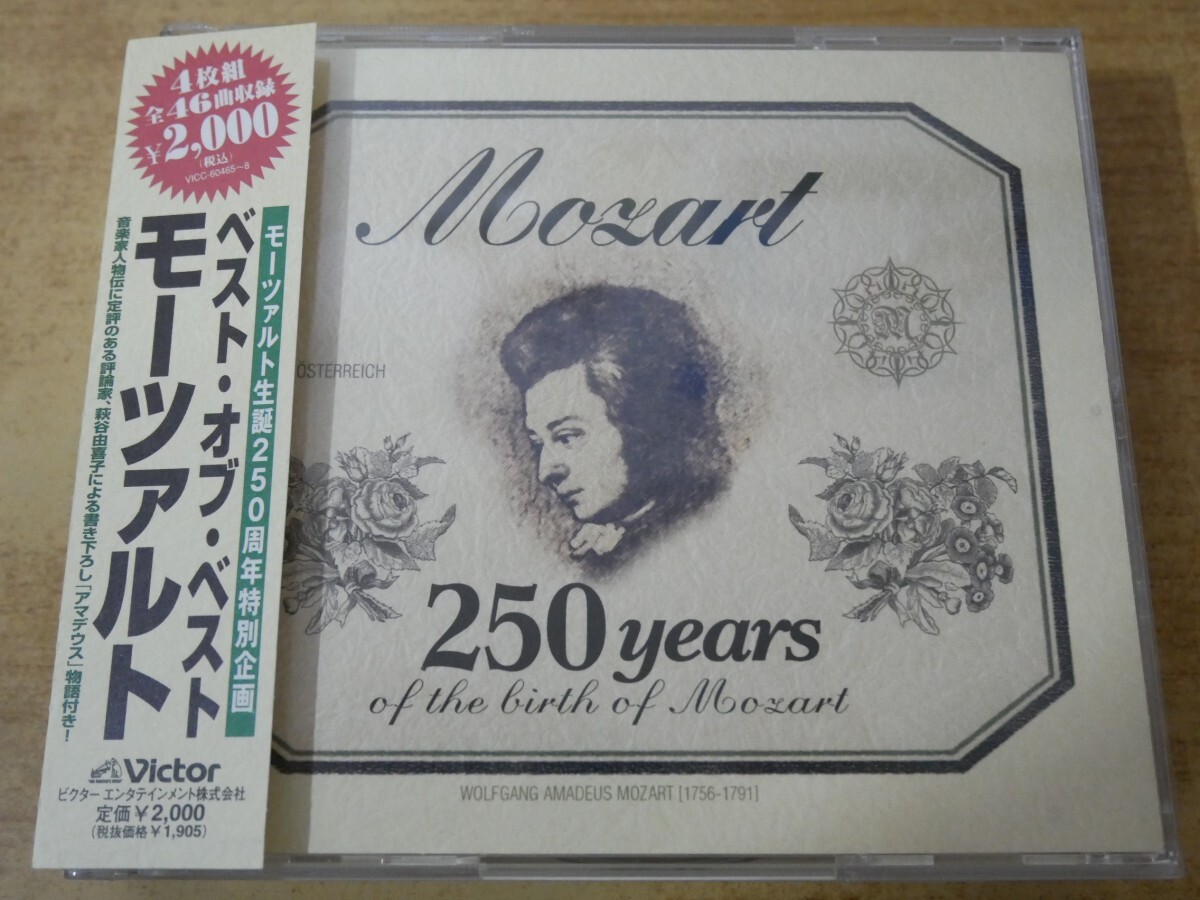 4枚組
全46曲収録
¥2,000
(税込)
VICC-60465~8
モーツァルト生誕250周年特別企画
ベスト・オブ・ベスト
モーツァルト
音楽家人物伝に定評のある評論家、萩谷由喜子による書き下ろし「アマデウス」物語付き!
Victor
ビクター エンタテインメント株式会社
定価¥2,000
(税抜価格¥1,905)
Mozart
M
ÖSTERREICH
250 years
of the birth of Mozart
WOLFGANG AMADEUS MOZART [1756-1791]